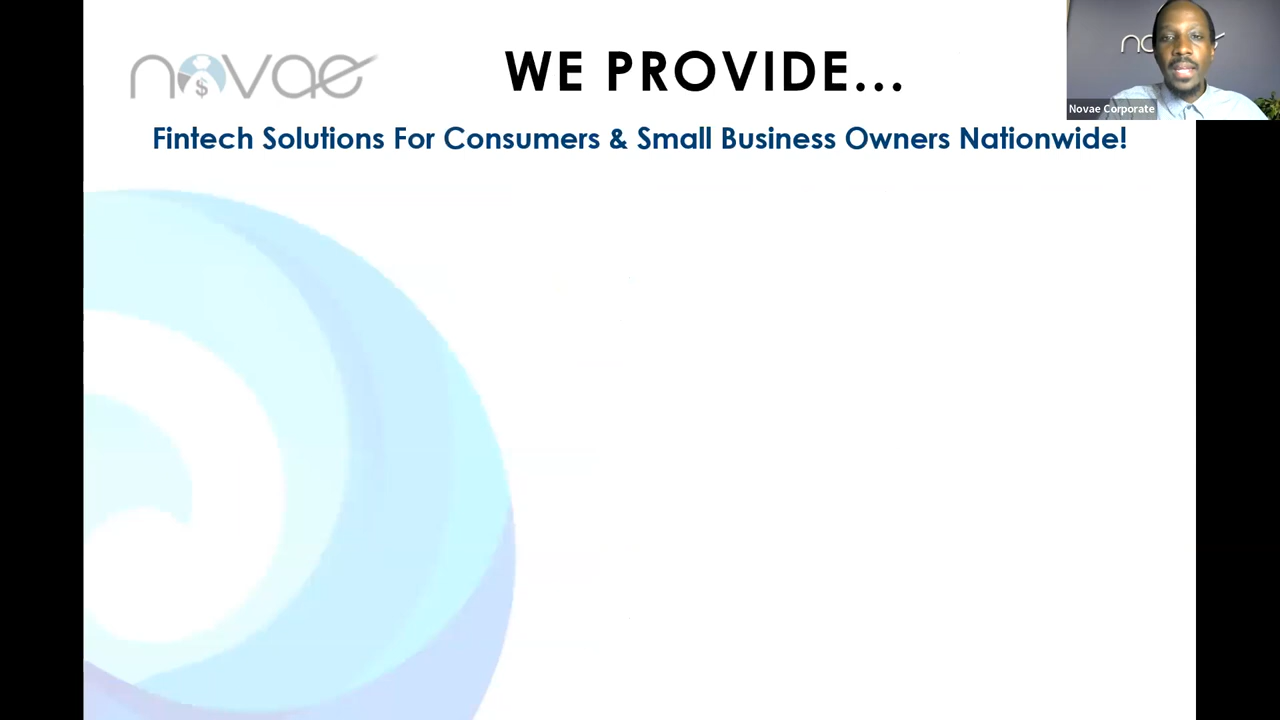 novae
WE PROVIDE...
Fintech Solutions For Consumers & Small Business Owners Nationwide!
$
Novae Corporate